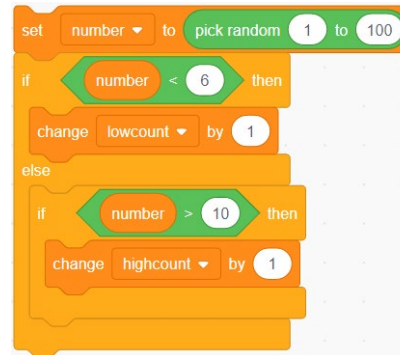 set number to pick random 1 to 100
if number < 6 then
change lowcount by 1
else
if number > 10 then
change highcount by 1